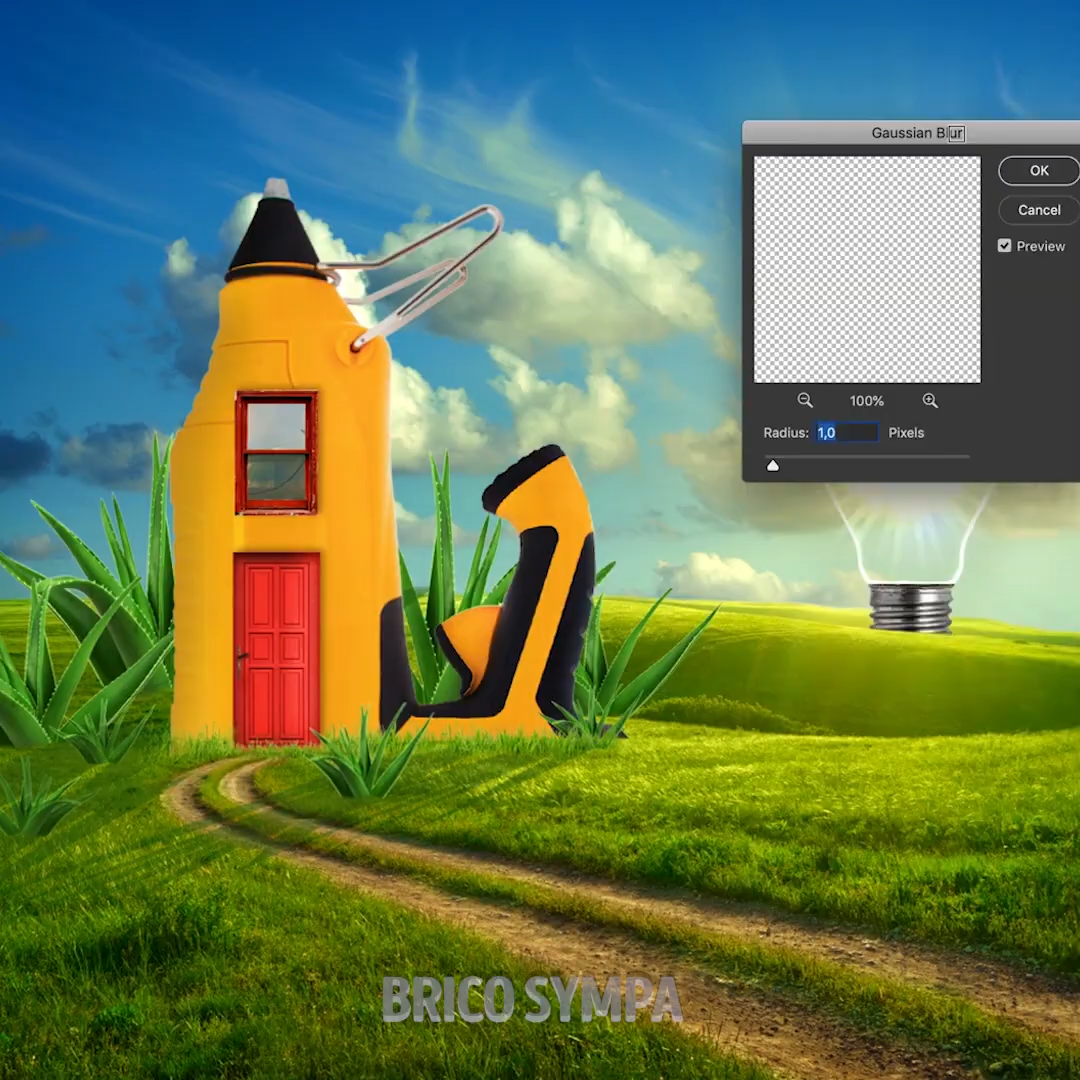 Gaussian Blur
OK
Cancel
Preview
100%
Radius: 1,0 Pixels
BRICO SYMPA